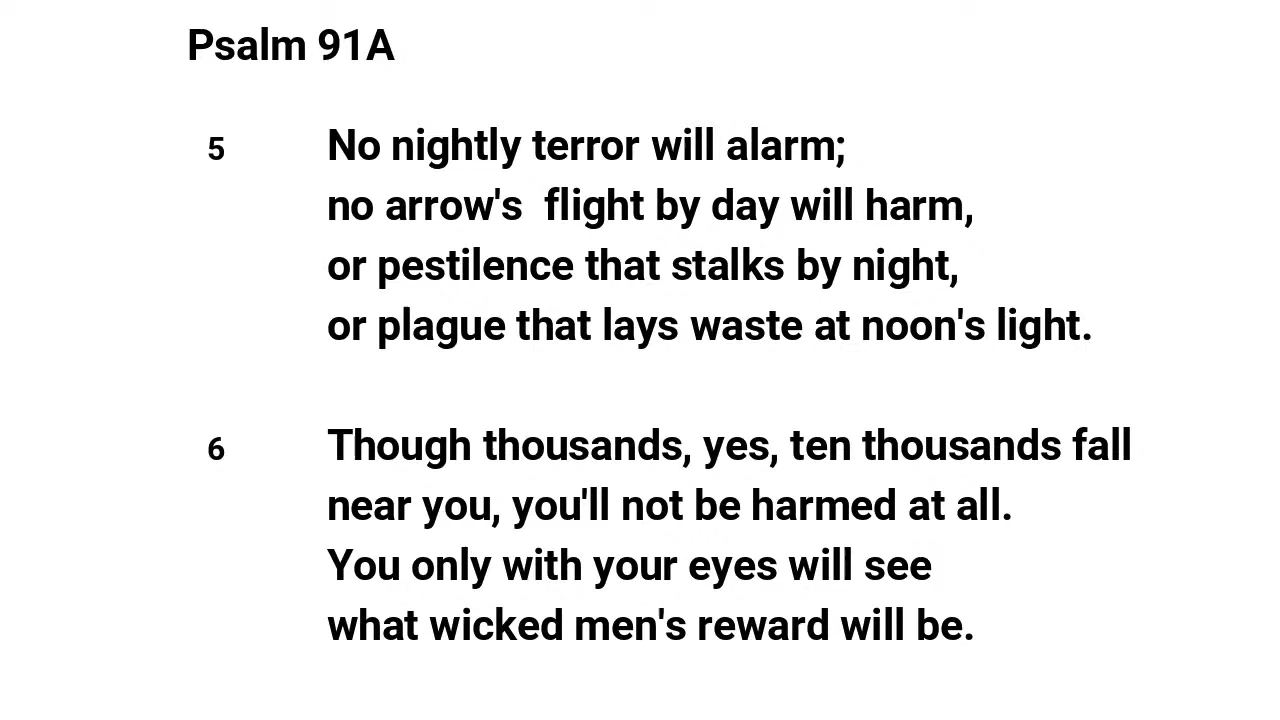 Psalm 91A
5 No nightly terror will alarm;
no arrow's  flight by day will harm,
or pestilence that stalks by night,
or plague that lays waste at noon's light.
6 Though thousands, yes, ten thousands fall
near you, you'll not be harmed at all.
You only with your eyes will see
what wicked men's reward will be.